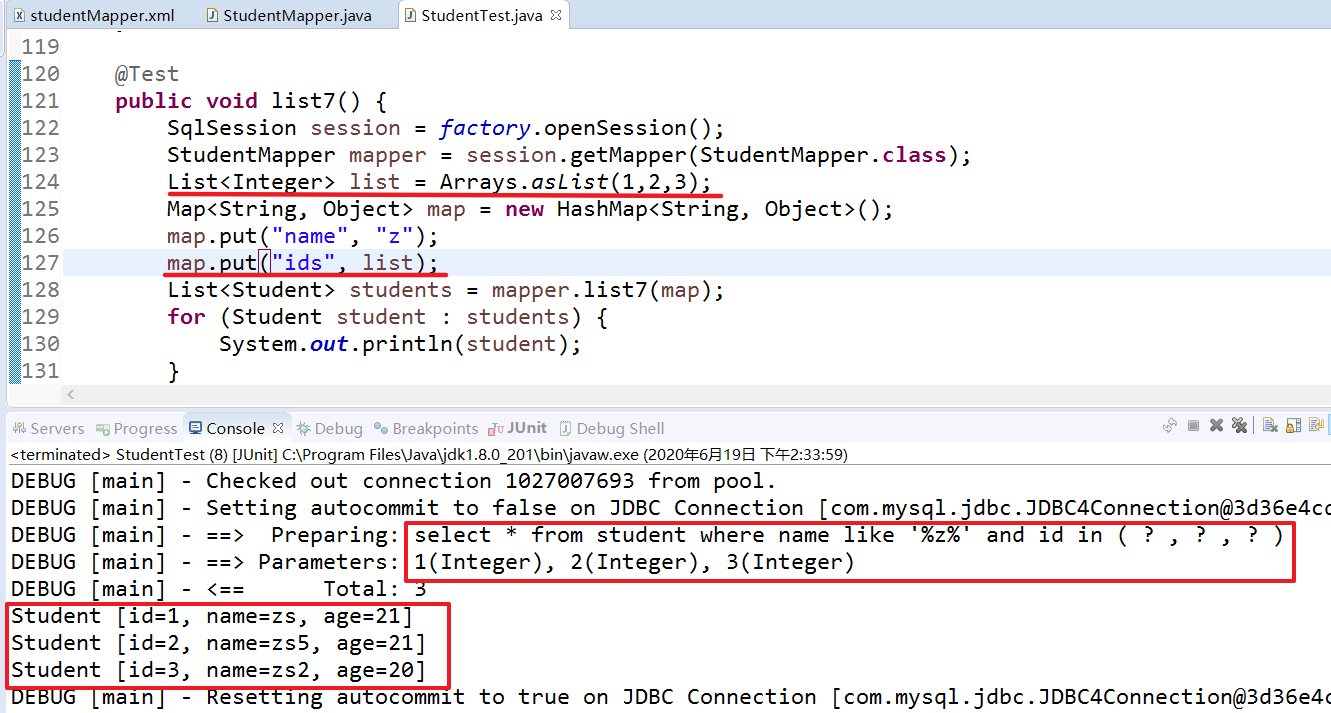 studentMapper.xml StudentMapper.java StudentTest.java
119
120 @Test
121 public void list7() {
122 SqlSession session = factory.openSession();
123 StudentMapper mapper = session.getMapper(StudentMapper.class);
124 List<Integer> list = Arrays.asList(1,2,3);
125 Map<String, Object> map = new HashMap<String, Object>();
126 map.put("name", "z");
127 map.put("ids", list);
128 List<Student> students = mapper.list7(map);
129 for (Student student : students) {
130 System.out.println(student);
131 }
Servers Progress Console Debug Breakpoints JUnit Debug Shell
<terminated> StudentTest (8) [JUnit] C:\Program Files\Java\jdk1.8.0_201\bin\javaw.exe (2020年6月19日 下午2:33:59)
DEBUG [main] - Checked out connection 1027007693 from pool.
DEBUG [main] - Setting autocommit to false on JDBC Connection [com.mysql.jdbc.JDBC4Connection@3d36e4cd
DEBUG [main] - ==>  Preparing: select * from student where name like '%z%' and id in ( ? , ? , ? )
DEBUG [main] - ==> Parameters: 1(Integer), 2(Integer), 3(Integer)
DEBUG [main] - <==      Total: 3
Student [id=1, name=zs, age=21]
Student [id=2, name=zs5, age=21]
Student [id=3, name=zs2, age=20]
DEBUG [main] - Resetting autocommit to true on JDBC Connection [com.mysql.jdbc.JDBC4Connection@3d36e4c